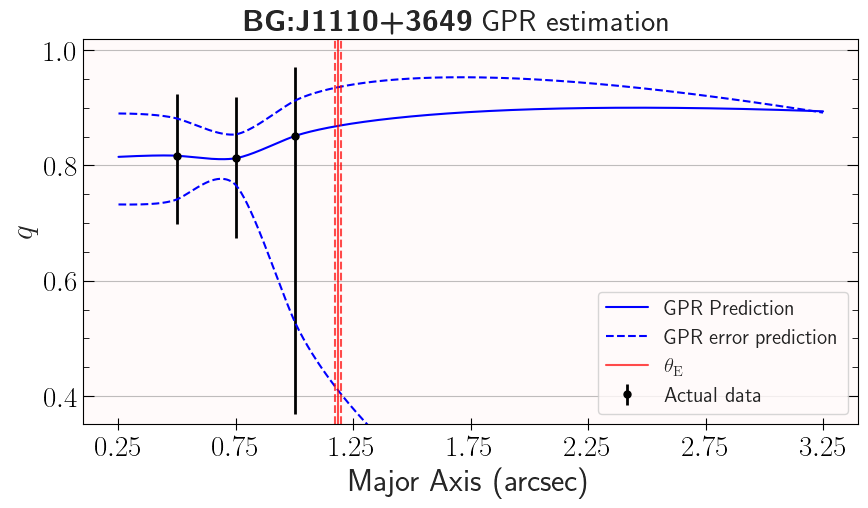 BG:J1110+3649 GPR estimation
1.0
0.8
0.6
0.4
q
0.25 0.75 1.25 1.75 2.25 2.75 3.25
Major Axis (arcsec)
GPR Prediction
GPR error prediction
θE
Actual data